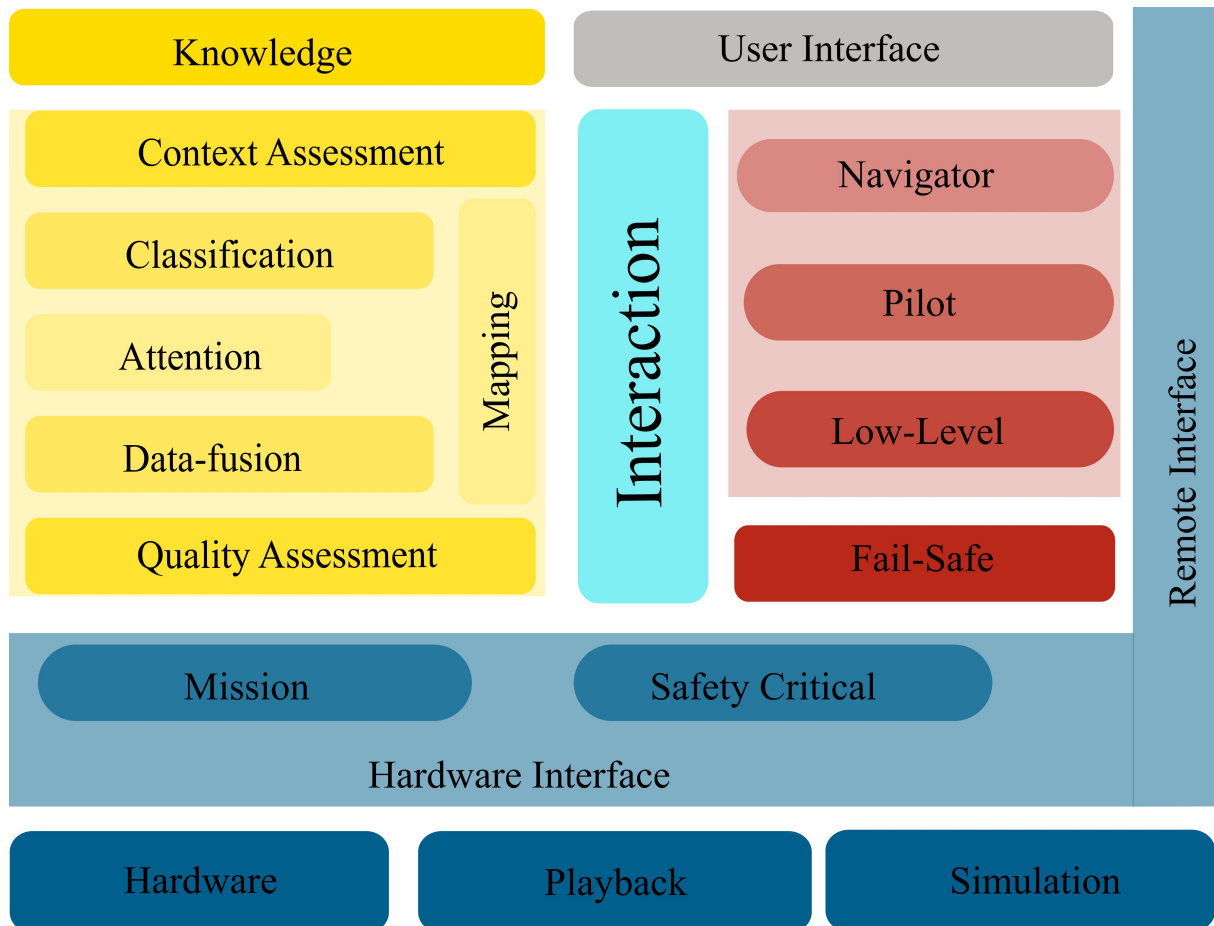 Knowledge
User Interface
Context Assessment
Classification
Attention
Data-fusion
Quality Assessment
Mapping
Interaction
Navigator
Pilot
Low-Level
Fail-Safe
Remote Interface
Mission
Safety Critical
Hardware Interface
Hardware
Playback
Simulation